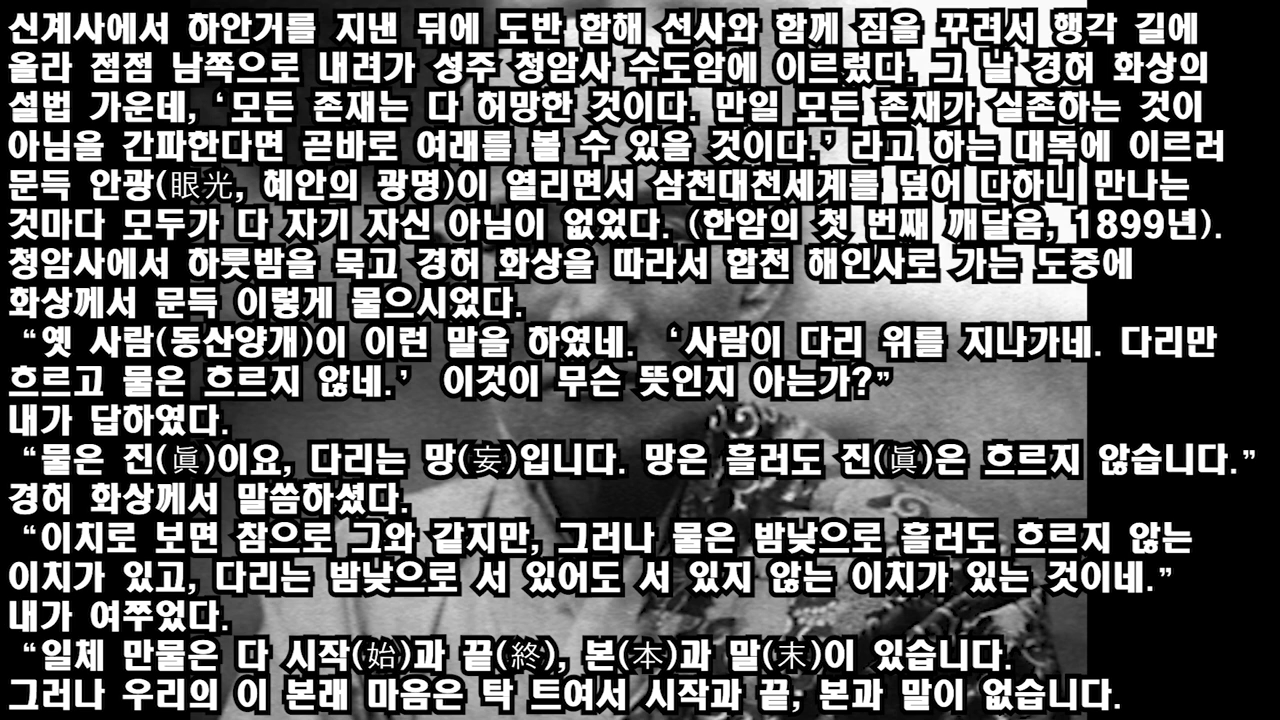 신계사에서 하안거를 지낸 뒤에 도반 함해 선사와 함께 짐을 꾸려서 행각 길에
올라 점점 남쪽으로 내려가 성주 청암사 수도암에 이르렀다. 그 날 경허 화상의
설법 가운데, ‘모든 존재는 다 허망한 것이다. 만일 모든 존재가 실존하는 것이
아님을 간파한다면 곧바로 여래를 볼 수 있을 것이다.’ 라고 하는 대목에 이르러
문득 안광(眼光, 혜안의 광명)이 열리면서 삼천대천세계를 덮어 다하니 만나는
것마다 모두가 다 자기 자신 아님이 없었다. (한암의 첫 번째 깨달음, 1899년).
청암사에서 하룻밤을 묵고 경허 화상을 따라서 합천 해인사로 가는 도중에
화상께서 문득 이렇게 물으시었다.
“옛 사람(동산양개)이 이런 말을 하였네. ‘사람이 다리 위를 지나가네. 다리만
흐르고 물은 흐르지 않네.’ 이것이 무슨 뜻인지 아는가?”
내가 답하였다.
“물은 진(眞)이요, 다리는 망(妄)입니다. 망은 흘러도 진(眞)은 흐르지 않습니다.”
경허 화상께서 말씀하셨다.
“이치로 보면 참으로 그와 같지만, 그러나 물은 밤낮으로 흘러도 흐르지 않는
이치가 있고, 다리는 밤낮으로 서 있어도 서 있지 않는 이치가 있는 것이네.”
내가 여쭈었다.
“일체 만물은 다 시작(始)과 끝(終), 본(本)과 말(末)이 있습니다.
그러나 우리의 이 본래 마음은 탁 트여서 시작과 끝, 본과 말이 없습니다.